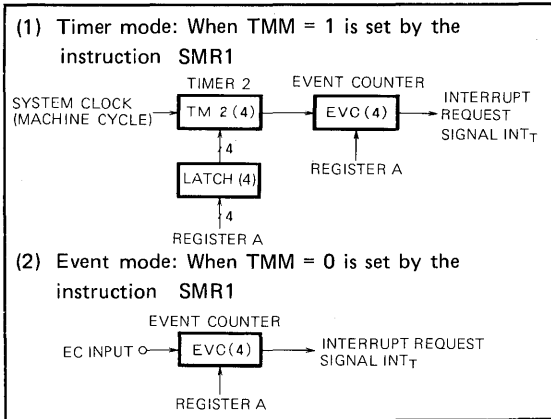 (1) Timer mode: When TMM = 1 is set by the
instruction SMR1
TIMER 2
EVENT COUNTER
SYSTEM CLOCK
(MACHINE CYCLE)
TM 2 (4)
EVC (4)
INTERRUPT
REQUEST
SIGNAL INTT
4
REGISTER A
LATCH (4)
4
REGISTER A
(2) Event mode: When TMM = 0 is set by the
instruction SMR1
EVENT COUNTER
EC INPUT
EVC(4)
INTERRUPT REQUEST
SIGNAL INTT
REGISTER A